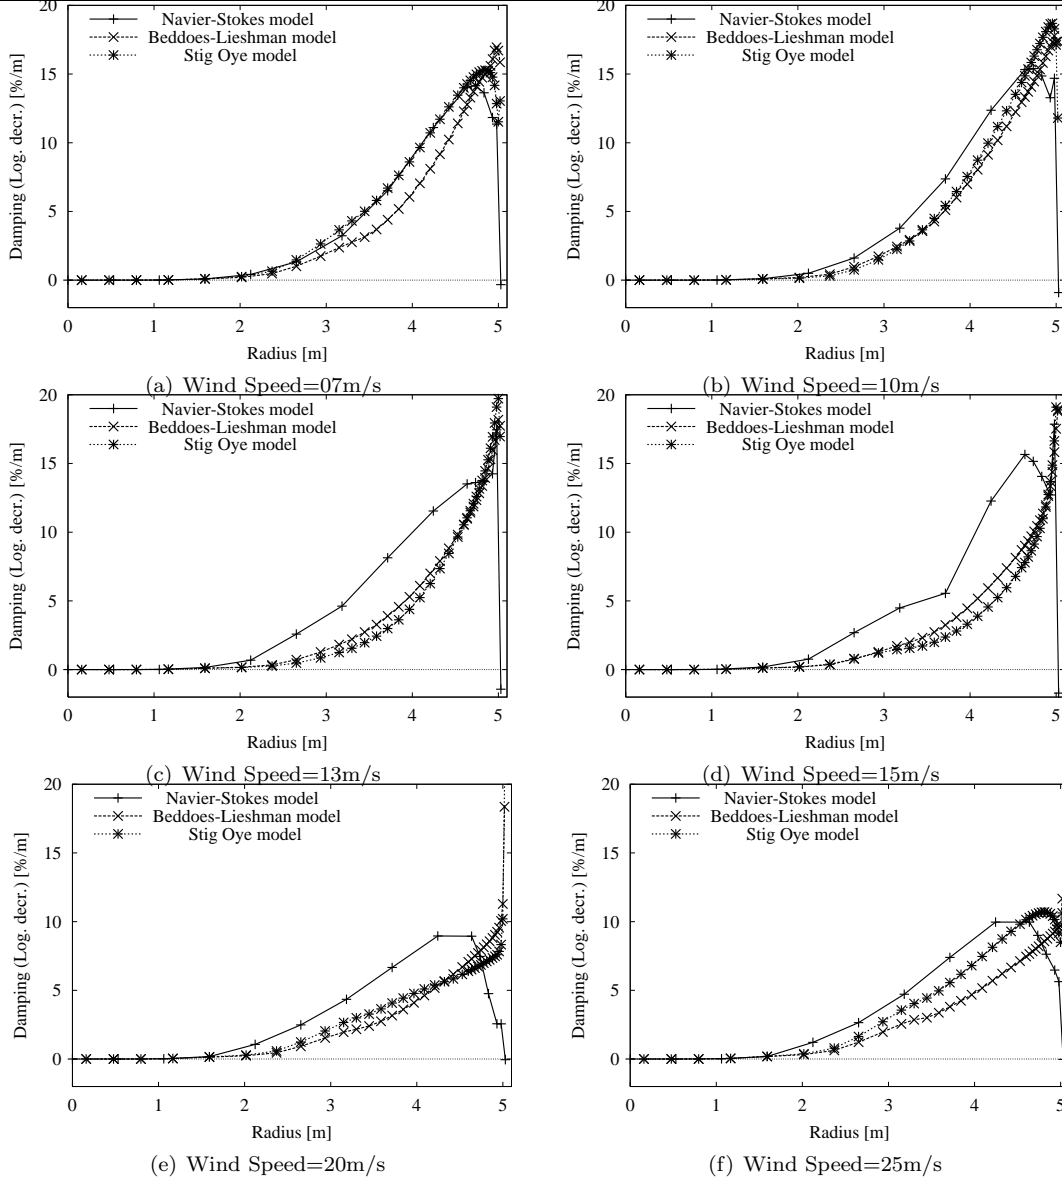 20
15
10
5
0
0 1 2 3 4 5
Damping (Log. decr.) [%/m]
Radius [m]
Navier-Stokes model
Beddoes-Lieshman model
Stig Oye model
(a) Wind Speed=07m/s
20
15
10
5
0
0 1 2 3 4 5
Damping (Log. decr.) [%/m]
Radius [m]
Navier-Stokes model
Beddoes-Lieshman model
Stig Oye model
(b) Wind Speed=10m/s
20
15
10
5
0
0 1 2 3 4 5
Damping (Log. decr.) [%/m]
Radius [m]
Navier-Stokes model
Beddoes-Lieshman model
Stig Oye model
(c) Wind Speed=13m/s
20
15
10
5
0
0 1 2 3 4 5
Damping (Log. decr.) [%/m]
Radius [m]
Navier-Stokes model
Beddoes-Lieshman model
Stig Oye model
(d) Wind Speed=15m/s
20
15
10
5
0
0 1 2 3 4 5
Damping (Log. decr.) [%/m]
Radius [m]
Navier-Stokes model
Beddoes-Lieshman model
Stig Oye model
(e) Wind Speed=20m/s
20
15
10
5
0
0 1 2 3 4 5
Damping (Log. decr.) [%/m]
Radius [m]
Navier-Stokes model
Beddoes-Lieshman model
Stig Oye model
(f) Wind Speed=25m/s